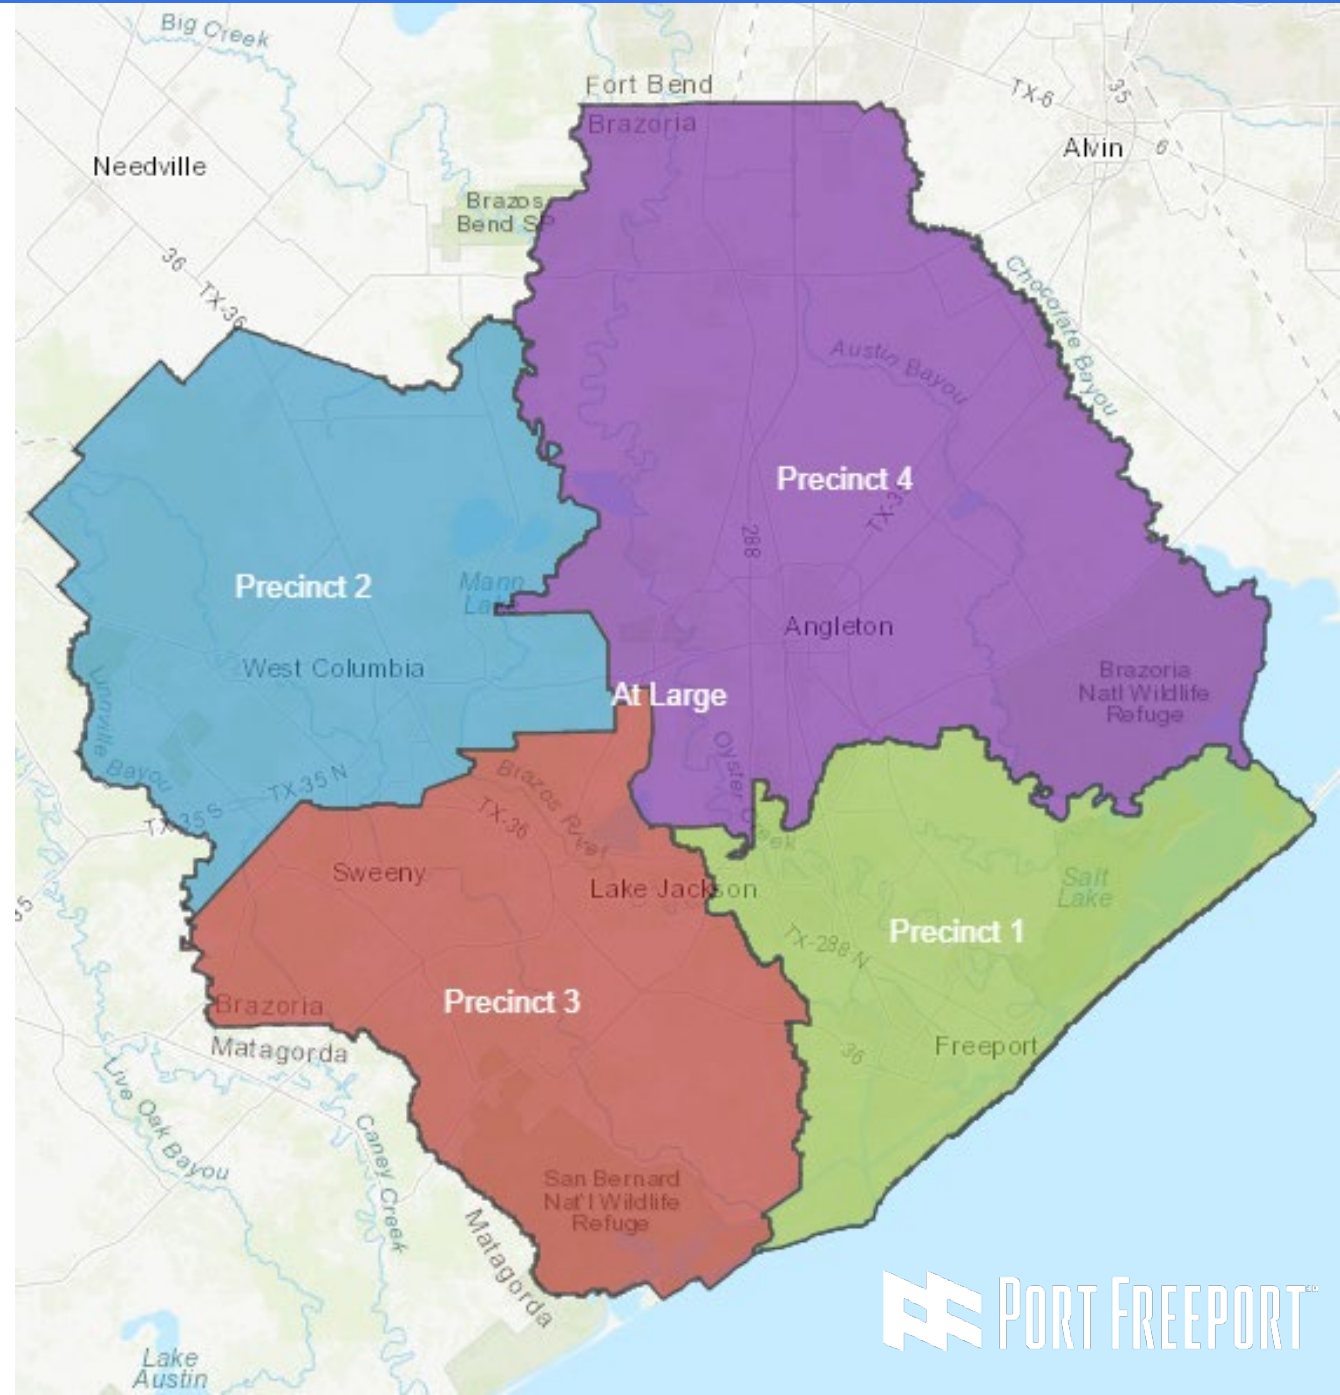 Big Creek
Fort Bend
Brazoria
TX-6
35
Alvin
6
Needville
Brazos
Bend SP
36
TX-36
Chocolate Bayou
Austin Bayou
Precinct 4
TX-3
288
Precinct 2
Mann
Lake
Angleton
West Columbia
Brazoria
Natl Wildlife
Refuge
At Large
Linnville
Bayou
Oyster Creek
TX-35 N
TX-35 S
Brazos River
TX-36
Sweeny
Lake Jackson
Salt
Lake
35
Precinct 1
TX-288 N
Precinct 3
Brazoria
Matagorda
Freeport
36
Live Oak Bayou
Caney Creek
San Bernard
Nat'l Wildlife
Refuge
Matagorda
PORT FREEPORT
Lake
Austin